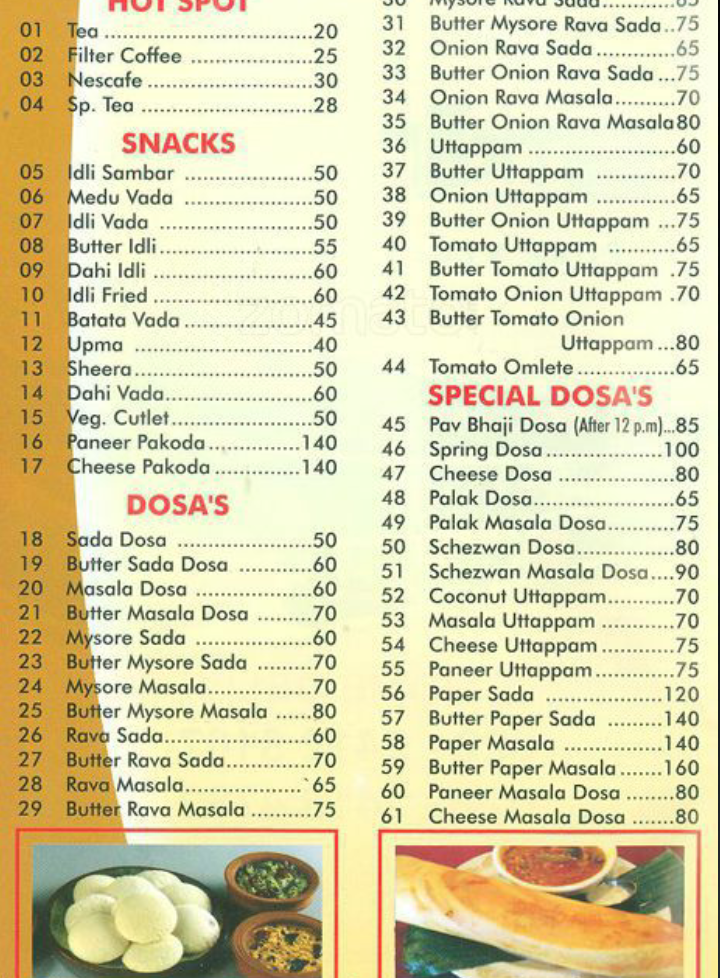 HOT SPOT
01 Tea ..................................20
02 Filter Coffee ....................25
03 Nescafe ...........................30
04 Sp. Tea ............................28
SNACKS
05 Idli Sambar .....................50
06 Medu Vada .....................50
07 Idli Vada ..........................50
08 Butter Idli.........................55
09 Dahi Idli ..........................60
10 Idli Fried ..........................60
11 Batata Vada .....................45
12 Upma .............................40
13 Sheera.............................50
14 Dahi Vada........................60
15 Veg. Cutlet.......................50
16 Paneer Pakoda ...............140
17 Cheese Pakoda ..............140
DOSA'S
18 Sada Dosa ......................50
19 Butter Sada Dosa ............60
20 Masala Dosa ...................60
21 Butter Masala Dosa .........70
22 Mysore Sada ...................60
23 Butter Mysore Sada .........70
24 Mysore Masala.................70
25 Butter Mysore Masala ......80
26 Rava Sada........................60
27 Butter Rava Sada..............70
28 Rava Masala...................`65
29 Butter Rava Masala ..........75
30 Mysore Rava Sada............65
31 Butter Mysore Rava Sada..75
32 Onion Rava Sada .............65
33 Butter Onion Rava Sada ...75
34 Onion Rava Masala..........70
35 Butter Onion Rava Masala80
36 Uttappam ........................60
37 Butter Uttappam .............70
38 Onion Uttappam .............65
39 Butter Onion Uttappam ...75
40 Tomato Uttappam ...........65
41 Butter Tomato Uttappam .75
42 Tomato Onion Uttappam .70
43 Butter Tomato Onion
Uttappam ...80
44 Tomato Omlete ................65
SPECIAL DOSA'S
45 Pav Bhaji Dosa (After 12 p.m)...85
46 Spring Dosa ....................100
47 Cheese Dosa ....................80
48 Palak Dosa.......................65
49 Palak Masala Dosa...........75
50 Schezwan Dosa................80
51 Schezwan Masala Dosa....90
52 Coconut Uttappam...........70
53 Masala Uttappam ............70
54 Cheese Uttappam ............75
55 Paneer Uttappam.............75
56 Paper Sada ...................120
57 Butter Paper Sada .........140
58 Paper Masala ................140
59 Butter Paper Masala .......160
60 Paneer Masala Dosa ........80
61 Cheese Masala Dosa .......80
zomato